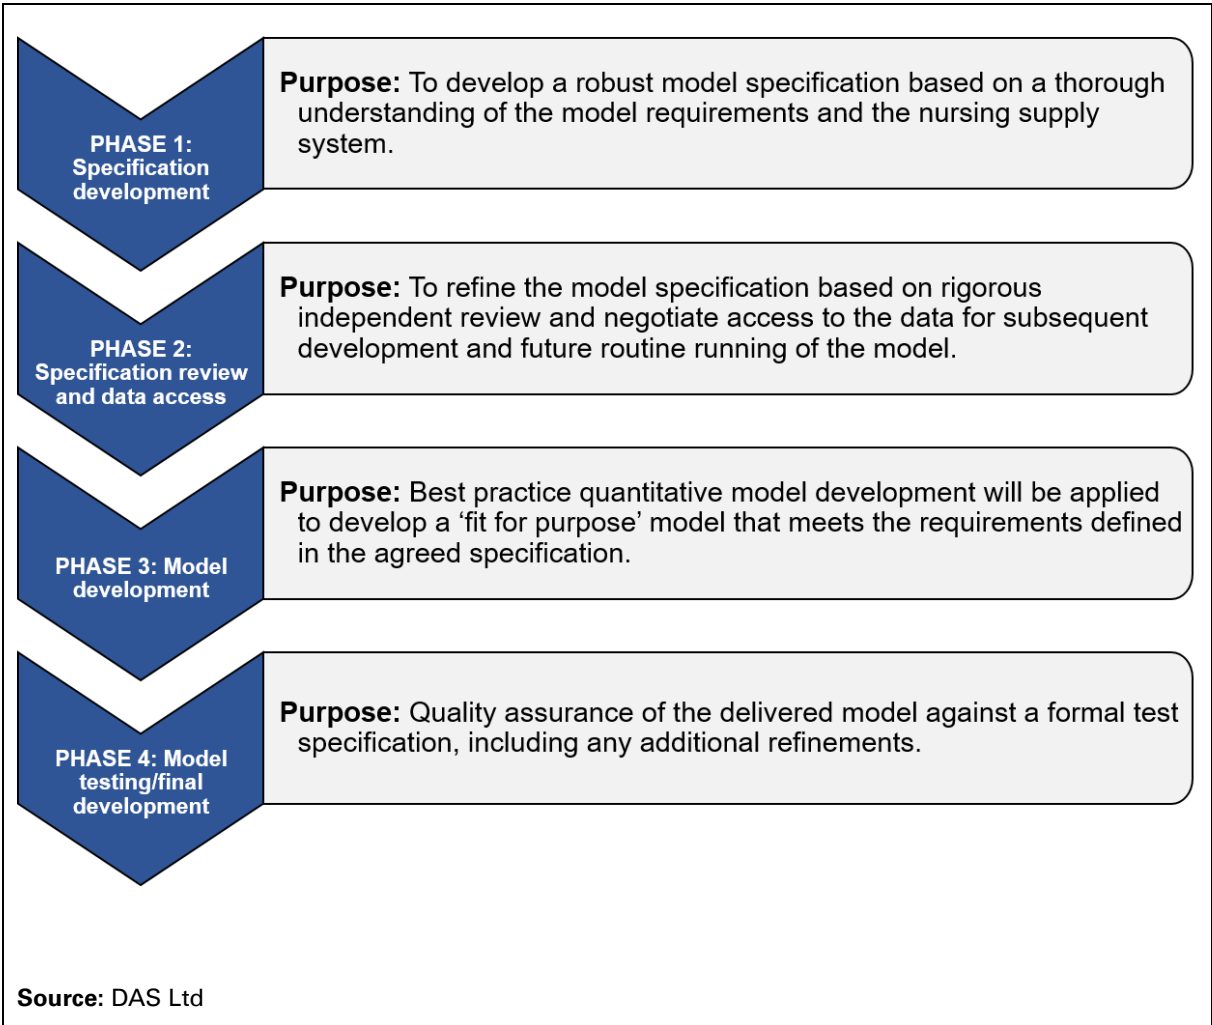 PHASE 1:
Specification
development
Purpose: To develop a robust model specification based on a thorough
understanding of the model requirements and the nursing supply
system.
PHASE 2:
Specification review
and data access
Purpose: To refine the model specification based on rigorous
independent review and negotiate access to the data for subsequent
development and future routine running of the model.
PHASE 3: Model
development
Purpose: Best practice quantitative model development will be applied
to develop a ‘fit for purpose’ model that meets the requirements defined
in the agreed specification.
PHASE 4: Model
testing/final
development
Purpose: Quality assurance of the delivered model against a formal test
specification, including any additional refinements.
Source: DAS Ltd